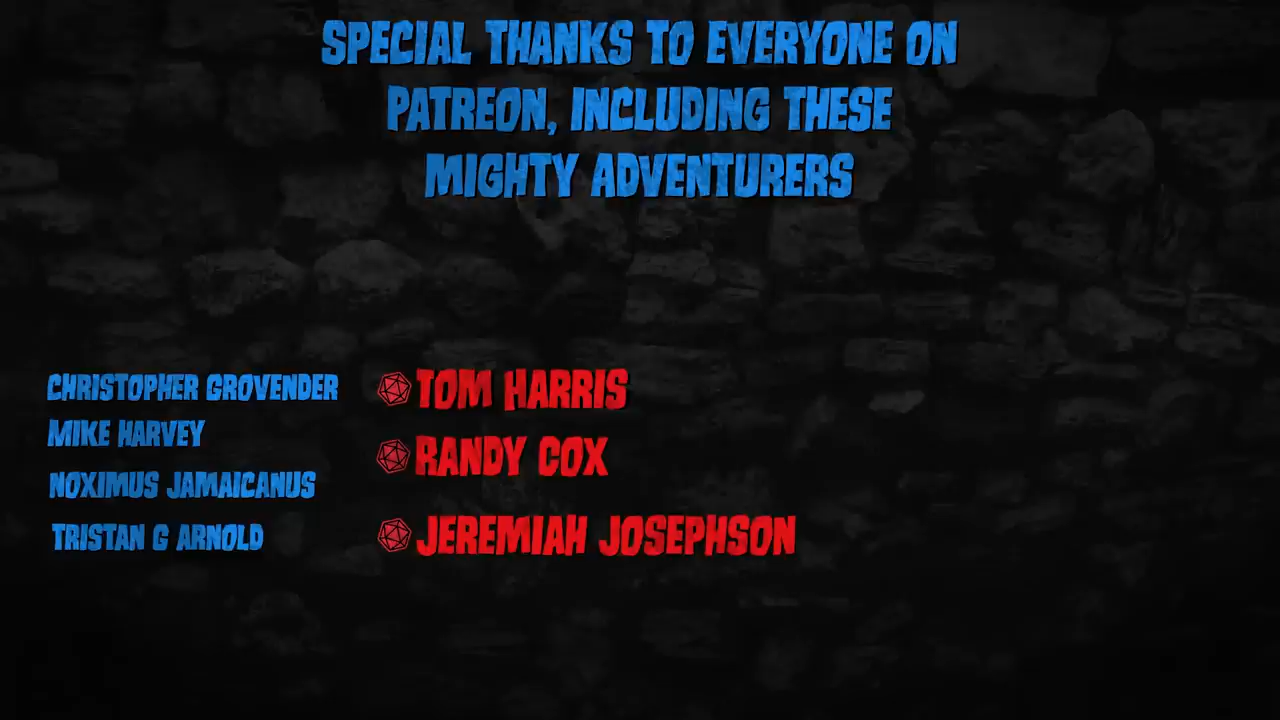 SPECIAL THANKS TO EVERYONE ON
PATREON, INCLUDING THESE
MIGHTY ADVENTURERS
CHRISTOPHER GROVENDER
MIKE HARVEY
NOXIMUS JAMAICANUS
TRISTAN G ARNOLD
TOM HARRIS
RANDY COX
JEREMIAH JOSEPHSON